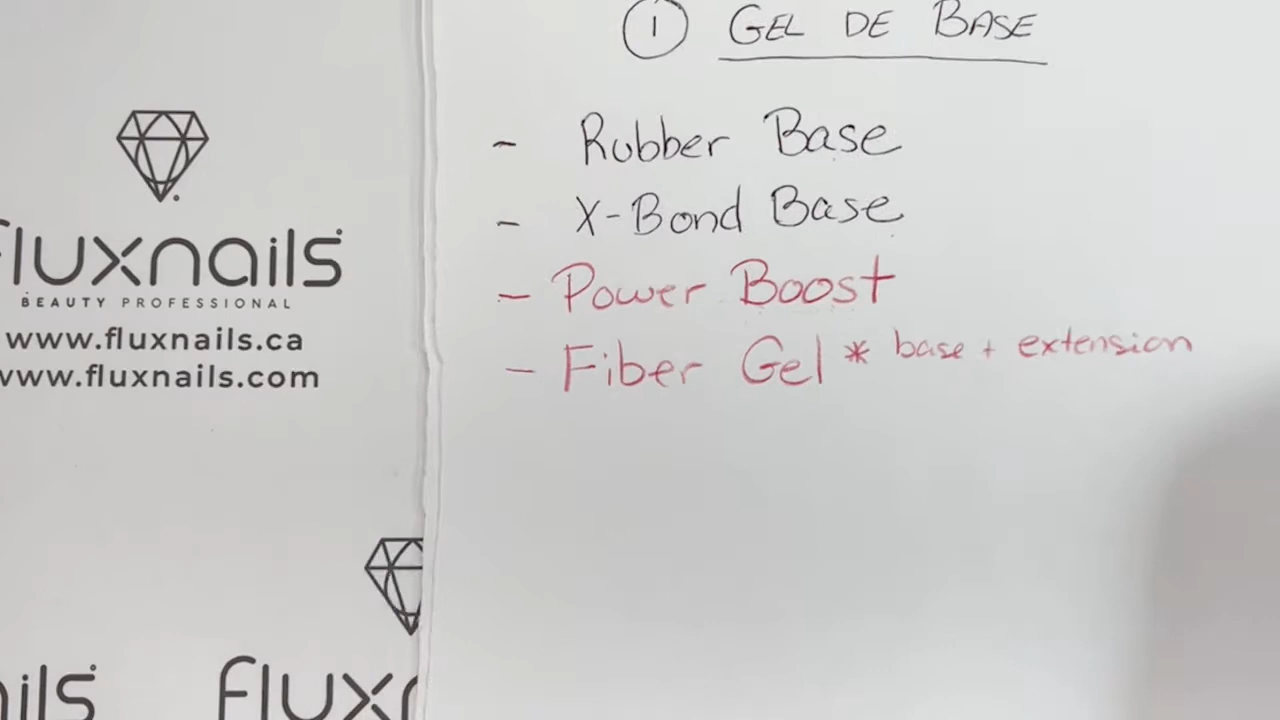 fluxnails
BEAUTY PROFESSIONAL
www.fluxnails.ca
www.fluxnails.com
fluxn
1 GEL DE BASE
- Rubber Base
- X-Bond Base
- Power Boost
- Fiber Gel * base + extension